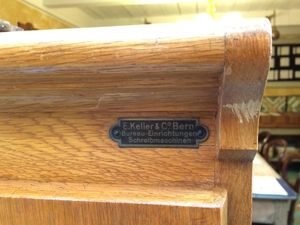 E. Keller & Co Bern
Bureau-Einrichtungen
Schreibmaschinen